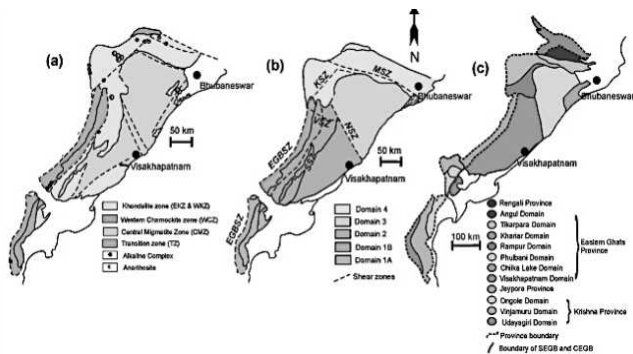 (a)
Bhubaneswar
50 km
Visakhapatnam
Khondalite zone (EKZ & WKZ)
Western Charnockite zone (WCZ)
Central Migmatite Zone (CMZ)
Transition zone (TZ)
Alkaline Complex
Anorthosite
(b)
N
KSZ
MSZ
Bhubaneswar
NSZ
50 km
EGBSZ
Visakhapatnam
EGBSZ
Domain 4
Domain 3
Domain 2
Domain 1B
Domain 1A
Shear zones
(c)
Bhubaneswar
Visakhapatnam
100 km
Rengali Province
Angul Domain
Tikarpara Domain
Khariar Domain
Rampur Domain
Phulbani Domain
Chilka Lake Domain
Visakhapatnam Domain
Eastern Ghats
Province
Jeypore Province
Ongole Domain
Vinjamuru Domain
Udayagiri Domain
Krishna Province
Province boundary
Boundary of SEGB and CEGB